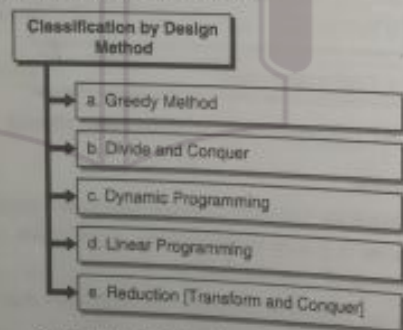 Classification by Design
Method
a. Greedy Method
b. Divide and Conquer
c. Dynamic Programming
d. Linear Programming
e. Reduction [Transform and Conquer]